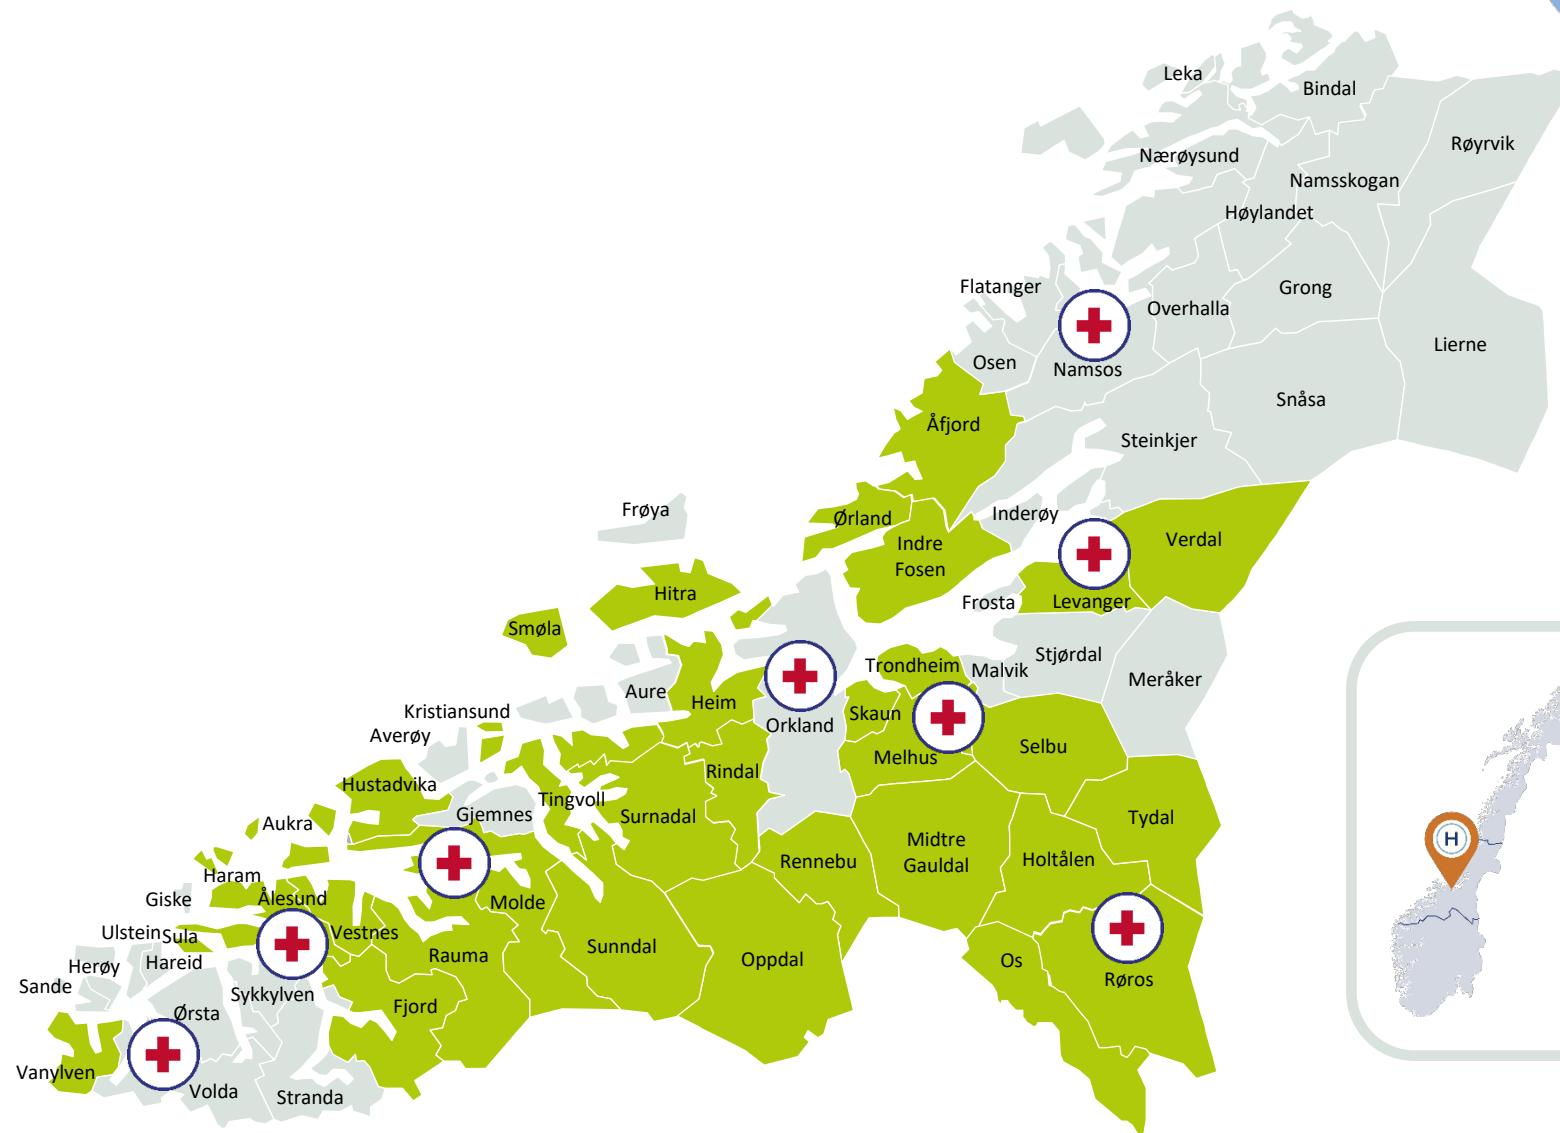 Leka
Bindal
Røyrvik
Nærøysund
Namsskogan
Høylandet
Flatanger
Grong
Overhalla
Lierne
Osen
Namsos
Snåsa
Åfjord
Steinkjer
Frøya
Inderøy
Ørland
Verdal
Indre
Fosen
Hitra
Frosta
Levanger
Smøla
Stjørdal
Trondheim
Malvik
Meråker
Aure
Heim
Kristiansund
Skaun
Orkland
Averøy
Selbu
Melhus
Rindal
Hustadvika
Tingvoll
Gjemnes
Surnadal
Tydal
Aukra
Midtre
Gauldal
Holtålen
Rennebu
Haram
Giske
Ålesund
Molde
Ulstein
Sula
Vestnes
Sunndal
Rauma
Oppdal
Os
Hareid
Herøy
Røros
Sande
Sykkylven
Fjord
Ørsta
Vanylven
Volda
Stranda
H